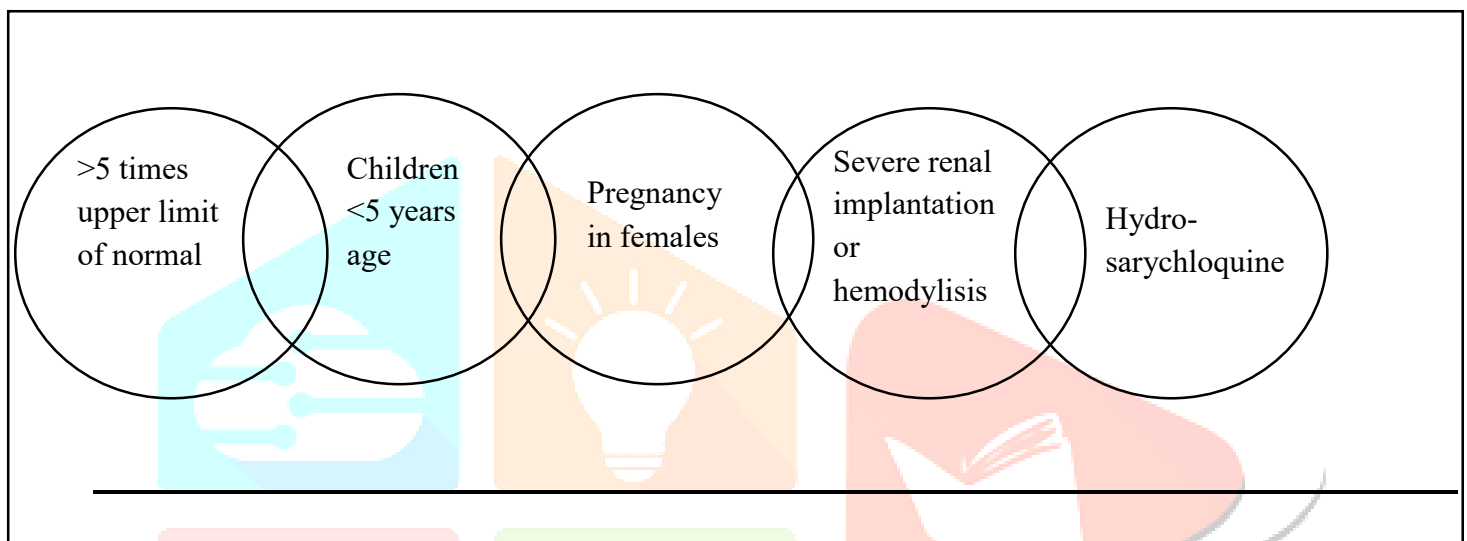 >5 times
upper limit
of normal
Children
<5 years
age
Pregnancy
in females
Severe renal
implantation
or
hemodylisis
Hydro-
sarychloquine